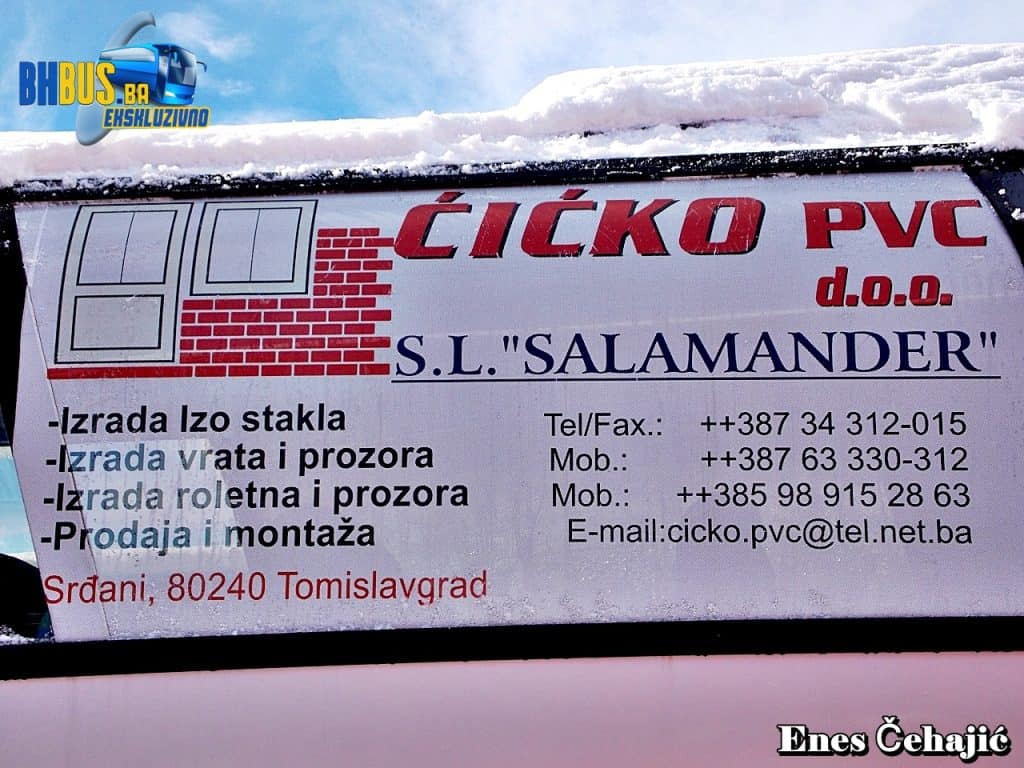 BHBUS.BA
EKSKLUZIVNO
ĆIĆKO PVC
d.o.o.
S.L."SALAMANDER"
-Izrada Izo stakla
-Izrada vrata i prozora
-Izrada roletna i prozora
-Prodaja i montaža
Tel/Fax.: ++387 34 312-015
Mob.: ++387 63 330-312
Mob.: ++385 98 915 28 63
E-mail:cicko.pvc@tel.net.ba
Srđani, 80240 Tomislavgrad
Enes Čehajić